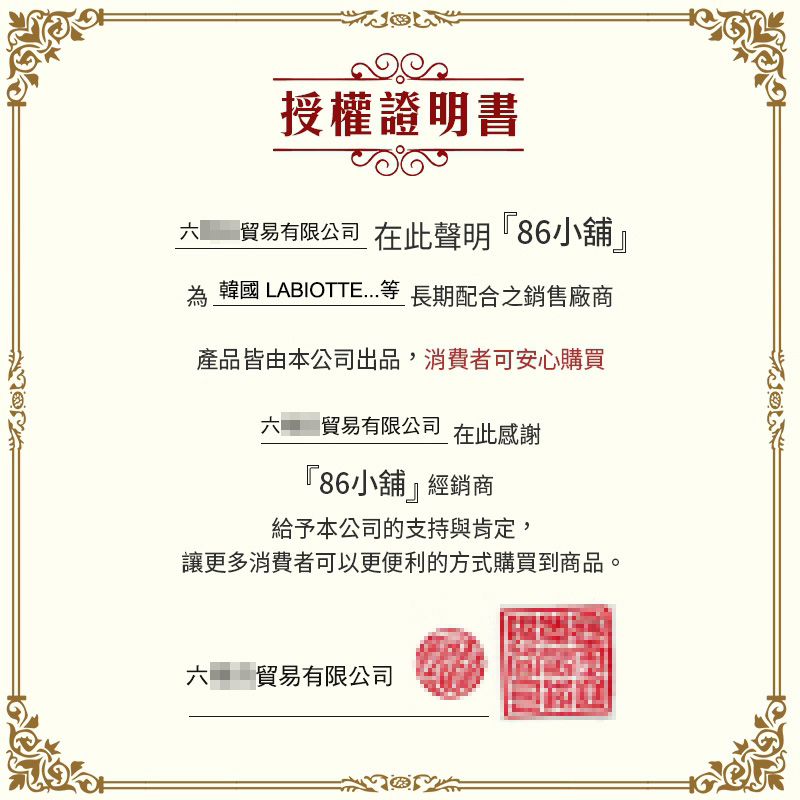 授權證明書
六 貿易有限公司 在此聲明『86小舖』
為 韓國 LABIOTTE...等 長期配合之銷售廠商
產品皆由本公司出品，消費者可安心購買
六 貿易有限公司 在此感謝
『86小舖』經銷商
給予本公司的支持與肯定，
讓更多消費者可以更便利的方式購買到商品。
六 貿易有限公司